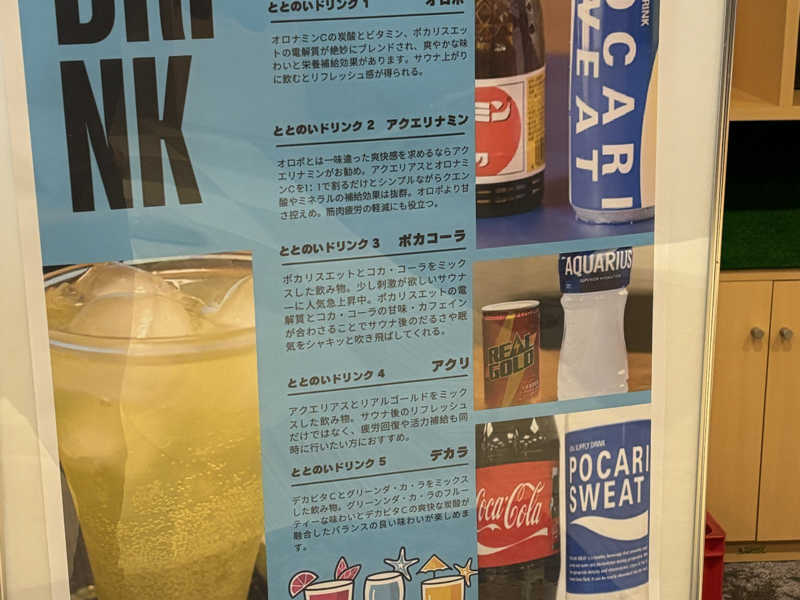 DRI
NK
ととのいドリンク 1 オロポ
オロナミンCの炭酸とビタミン、ポカリスエッ
トの電解質が絶妙にブレンドされ、爽やかな味
わいと栄養補給効果があります。サウナ上がり
に飲むとリフレッシュ感が得られる。
ととのいドリンク 2 アクエリナミン
オロポとは一味違った爽快感を求めるならアク
エリナミンがお勧め。アクエリアスとオロナミ
ンCを1：1で割るだけとシンプルながらクエン
酸やミネラルの補給効果は抜群。オロポより甘
さ控えめ。筋肉疲労の軽減にも役立つ。
ととのいドリンク 3 ポカコーラ
ポカリスエットとコカ・コーラをミック
スした飲み物。少し刺激が欲しいサウナ
ーに人気急上昇中。ポカリスエットの電
解質とコカ・コーラの甘味・カフェイン
が合わさることでサウナ後のだるさや眠
気をシャキッと吹き飛ばしてくれる。
ととのいドリンク 4 アクリ
アクエリアスとリアルゴールドをミック
スした飲み物。サウナ後のリフレッシュ
だけではなく、疲労回復や活力補給も同
時に行いたい方におすすめ。
ととのいドリンク 5 デカラ
デカビタCとグリーンダ・カ・ラをミックス
した飲み物。グリーンンダ・カ・ラのフルー
ティーな味わいとデカビタCの爽快な炭酸が
融合したバランスの良い味わいが楽しめま
す。
DRINK
OCARI
WEAT
AQUARIUS
REAL
GOLD
Coca-Cola
ION SUPPLY DRINK
POCARI
SWEAT